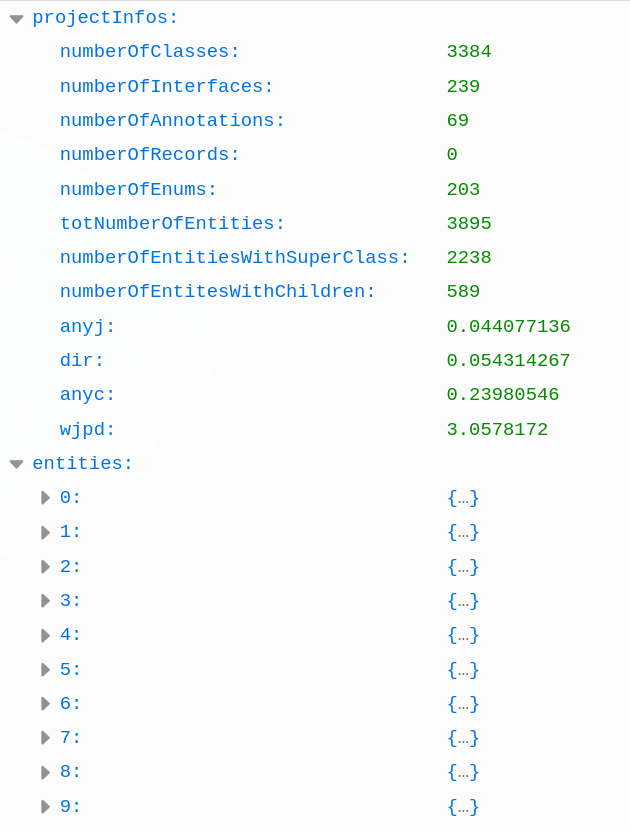 projectInfos:
numberOfClasses: 3384
numberOfInterfaces: 239
numberOfAnnotations: 69
numberOfRecords: 0
numberOfEnums: 203
totNumberOfEntities: 3895
numberOfEntitiesWithSuperClass: 2238
numberOfEntitesWithChildren: 589
anyj: 0.044077136
dir: 0.054314267
anyc: 0.23980546
wjpd: 3.0578172
entities:
0: {…}
1: {…}
2: {…}
3: {…}
4: {…}
5: {…}
6: {…}
7: {…}
8: {…}
9: {…}